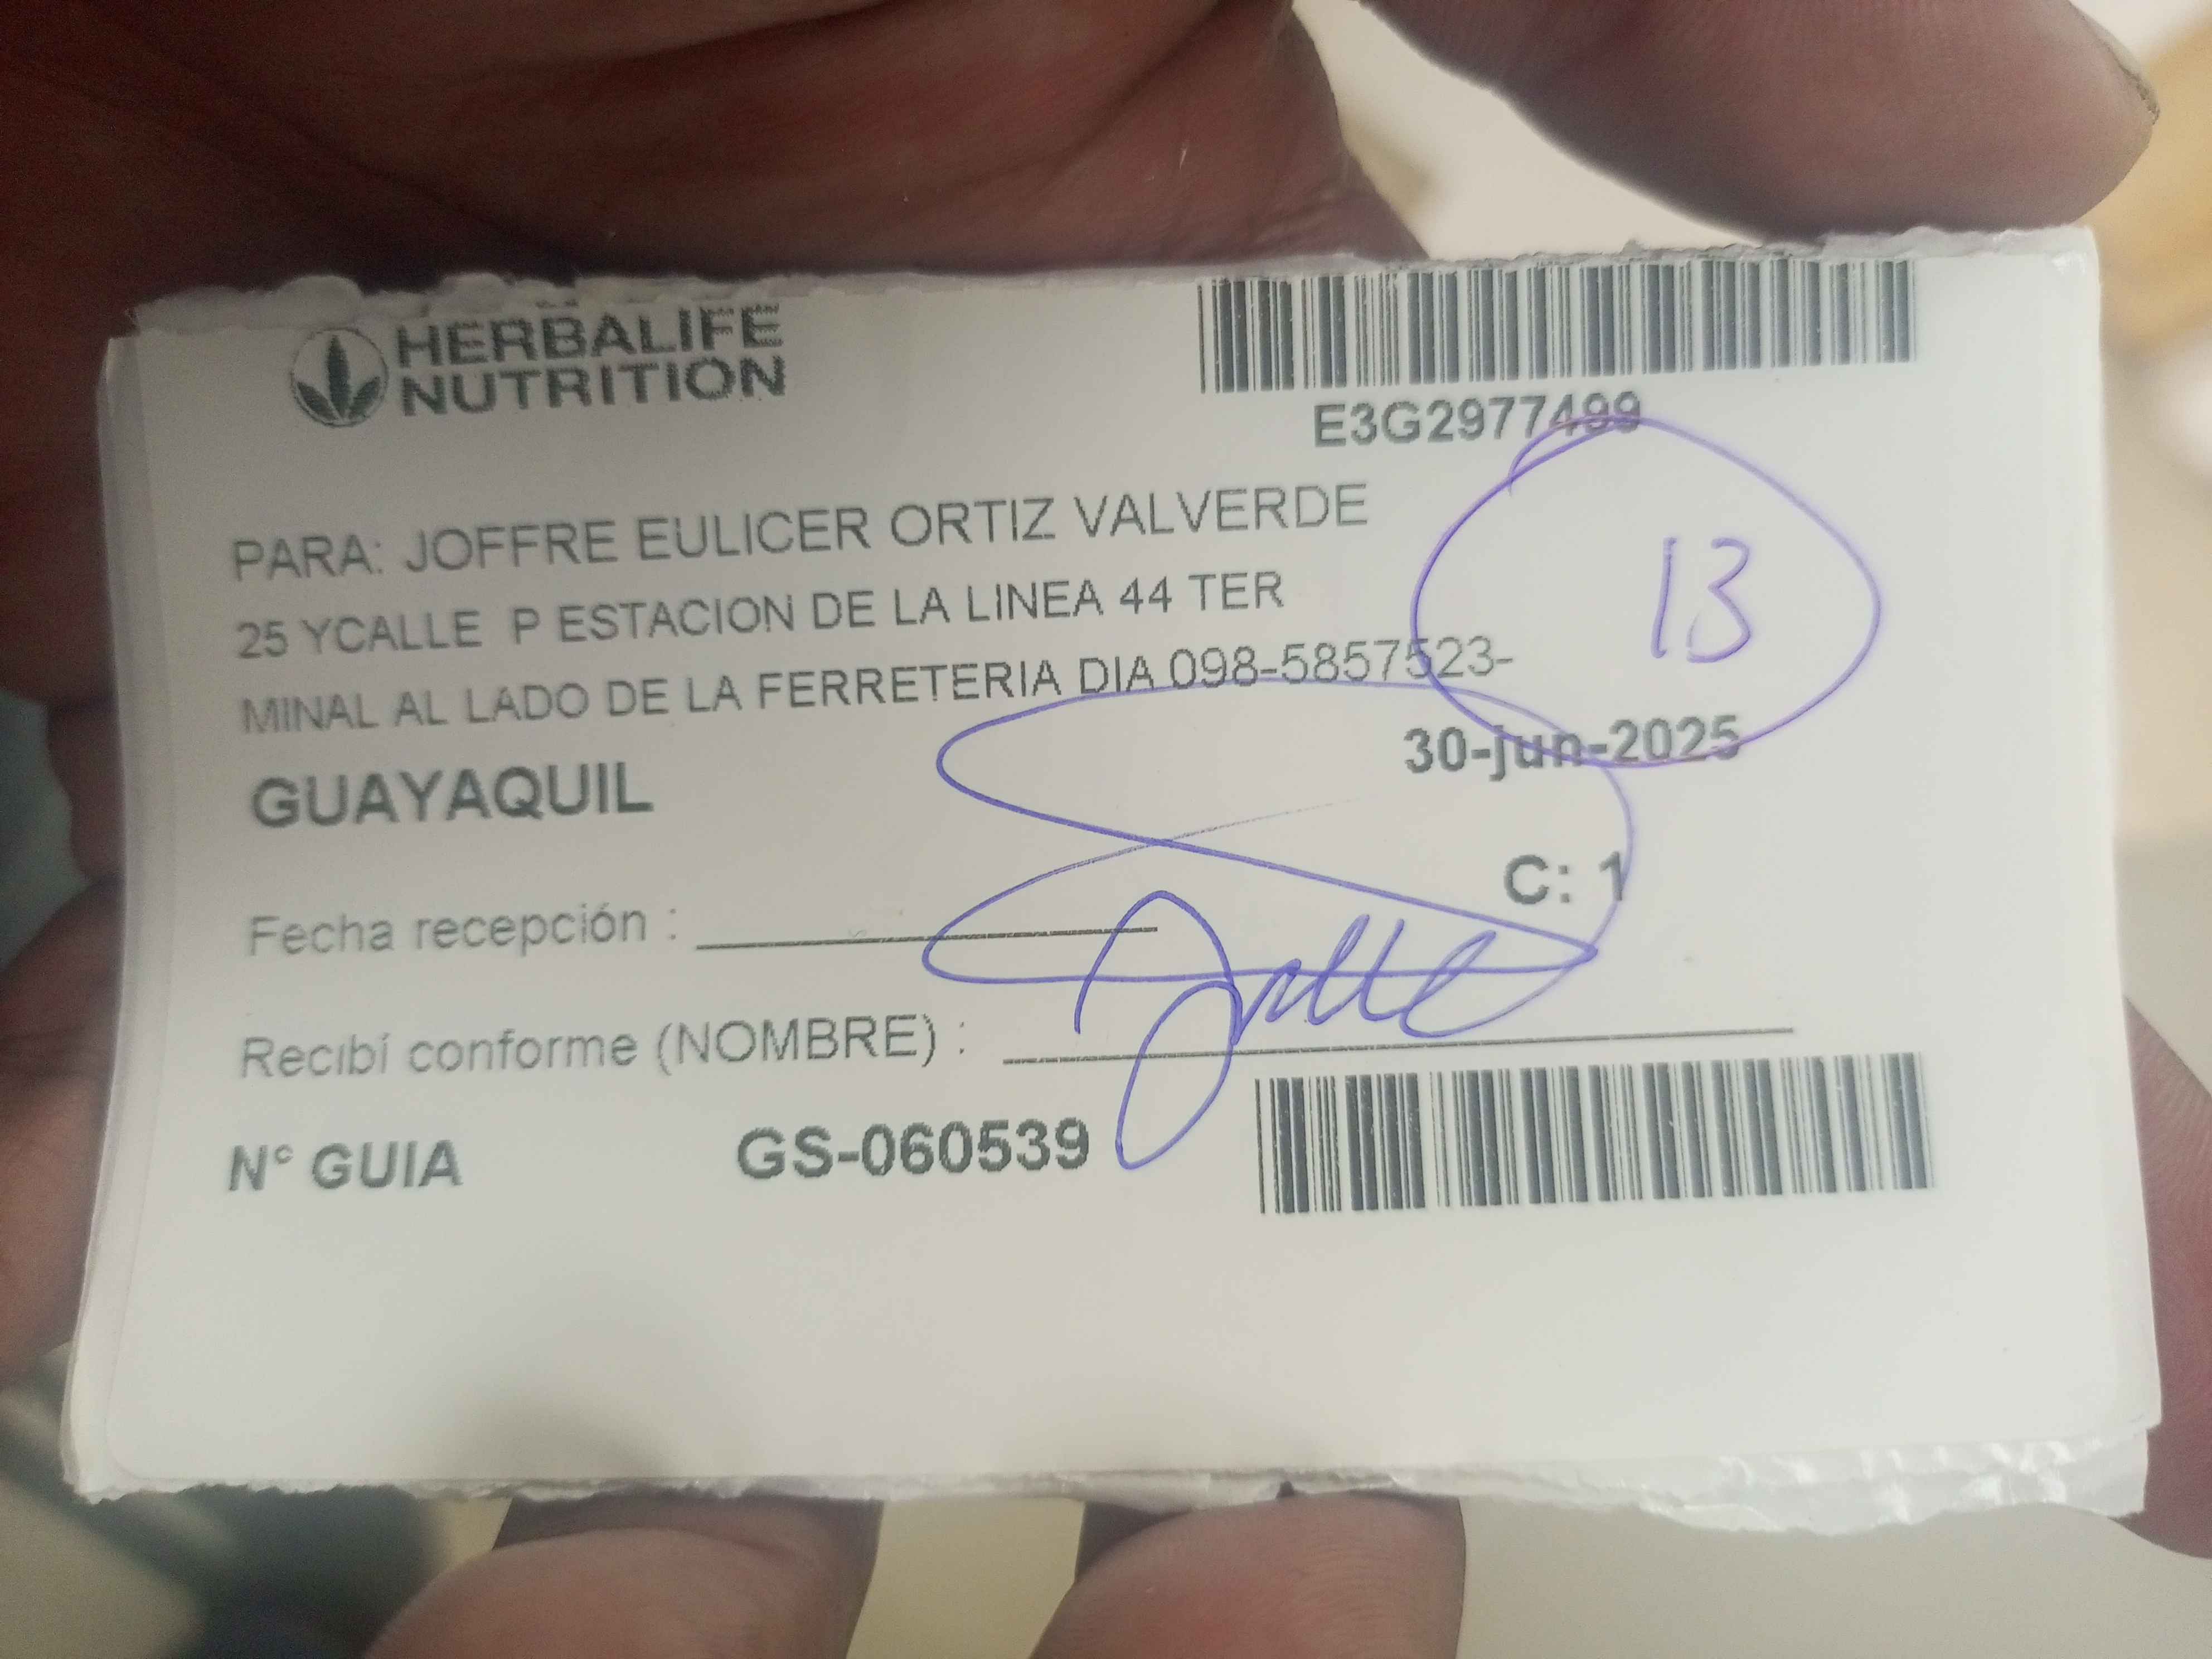 HERBALIFE
NUTRITION
E3G2977499
PARA: JOFFRE EULICER ORTIZ VALVERDE
25 YCALLE P ESTACION DE LA LINEA 44 TER
MINAL AL LADO DE LA FERRETERIA DIA 098-5857523-
13
30-jun-2025
GUAYAQUIL
C: 1
Fecha recepción :
Recibí conforme (NOMBRE) :
N° GUIA GS-060539